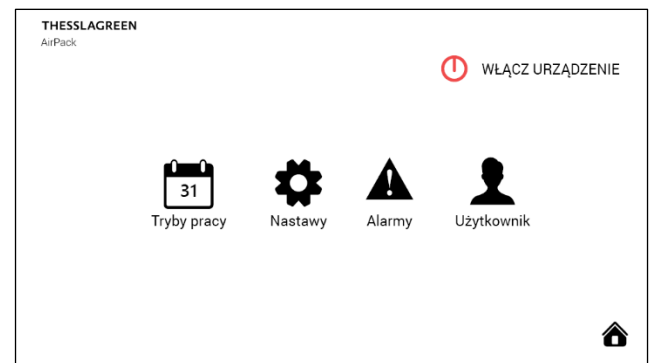 THESSLAGREEN
AirPack
WŁĄCZ URZĄDZENIE
31
Tryby pracy
Nastawy
Alarmy
Użytkownik